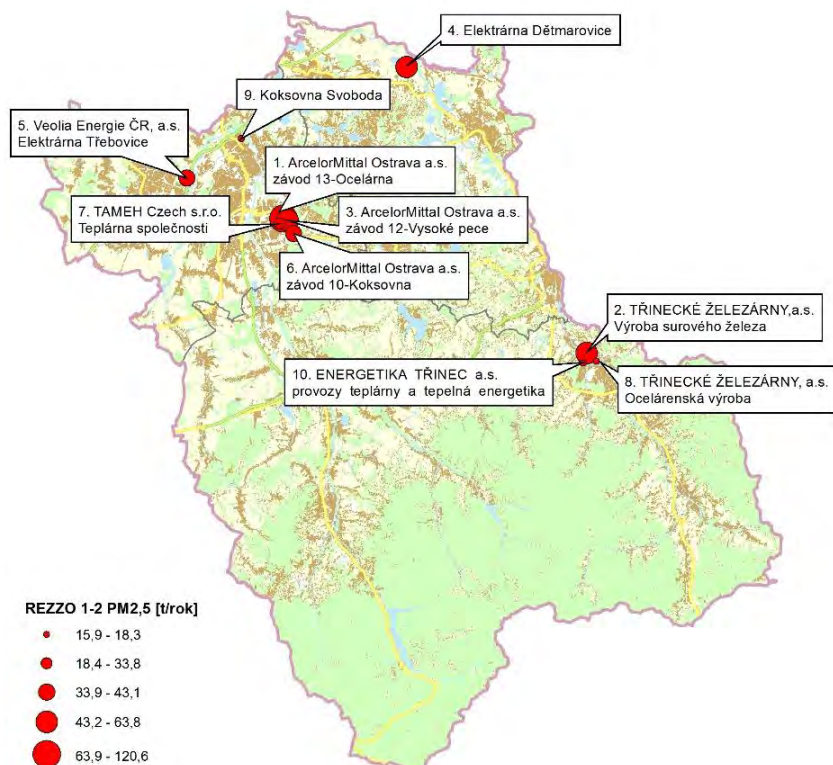 4. Elektrárna Dětmarovice
9. Koksovna Svoboda
5. Veolia Energie ČR, a.s.
Elektrárna Třebovice
1. ArcelorMittal Ostrava a.s.
závod 13-Ocelárna
7. TAMEH Czech s.r.o.
Teplárna společnosti
3. ArcelorMittal Ostrava a.s.
závod 12-Vysoké pece
6. ArcelorMittal Ostrava a.s.
závod 10-Koksovna
2. TŘINECKÉ ŽELEZÁRNY,a.s.
Výroba surového železa
10. ENERGETIKA TŘINEC a.s.
provozy teplárny a tepelná energetika
8. TŘINECKÉ ŽELEZÁRNY, a.s.
Ocelárenská výroba
REZZO 1-2 PM2,5 [t/rok]
15,9 - 18,3
18,4 - 33,8
33,9 - 43,1
43,2 - 63,8
63,9 - 120,6